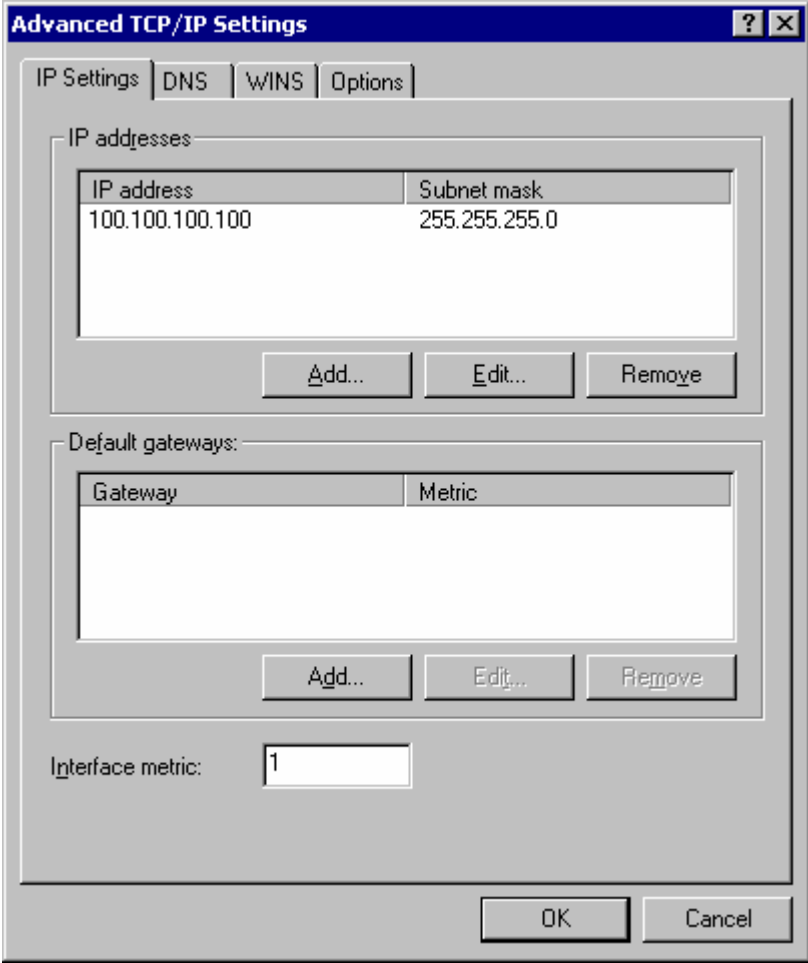 Advanced TCP/IP Settings
IP Settings DNS WINS Options
IP addresses
IP address Subnet mask
100.100.100.100 255.255.255.0
Add... Edit... Remove
Default gateways:
Gateway Metric
Add... Edit... Remove
Interface metric: 1
OK Cancel